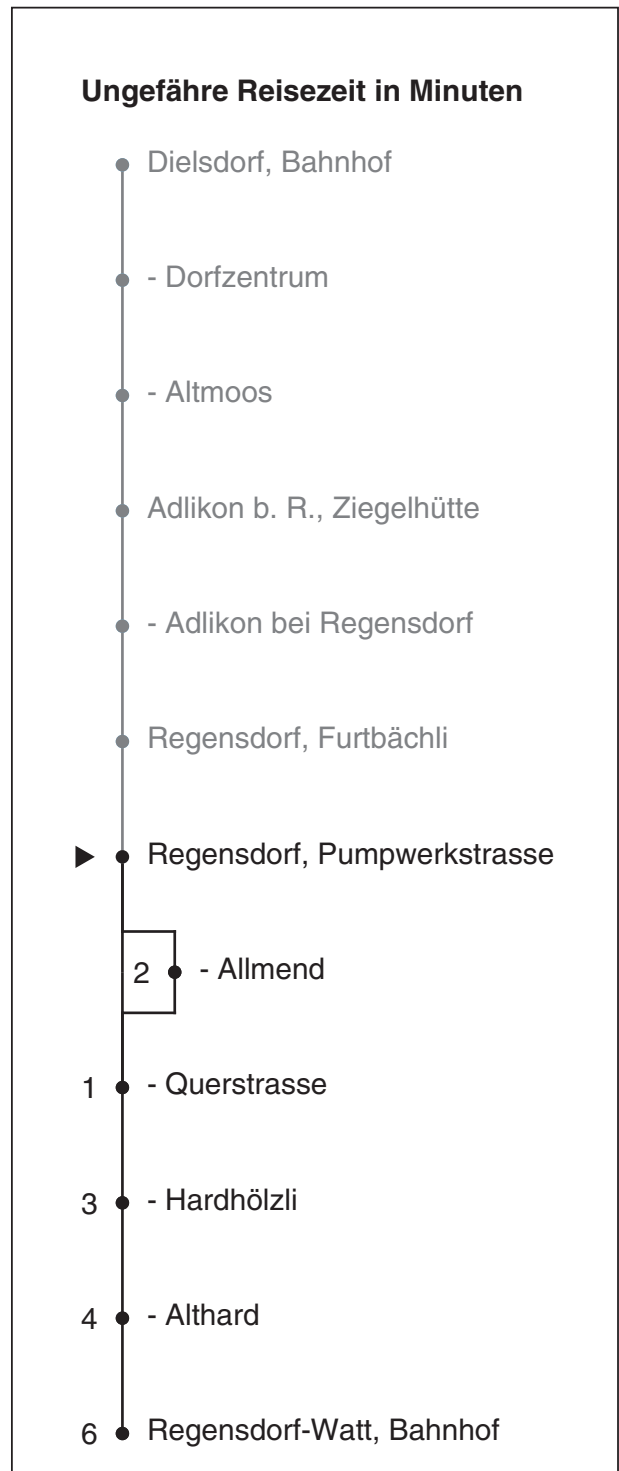 Ungefähre Reisezeit in Minuten
Dielsdorf, Bahnhof
- Dorfzentrum
- Altmoos
Adlikon b. R., Ziegelhütte
- Adlikon bei Regensdorf
Regensdorf, Furtbächli
Regensdorf, Pumpwerkstrasse
2 - Allmend
1 - Querstrasse
3 - Hardhölzli
4 - Althard
6 Regensdorf-Watt, Bahnhof